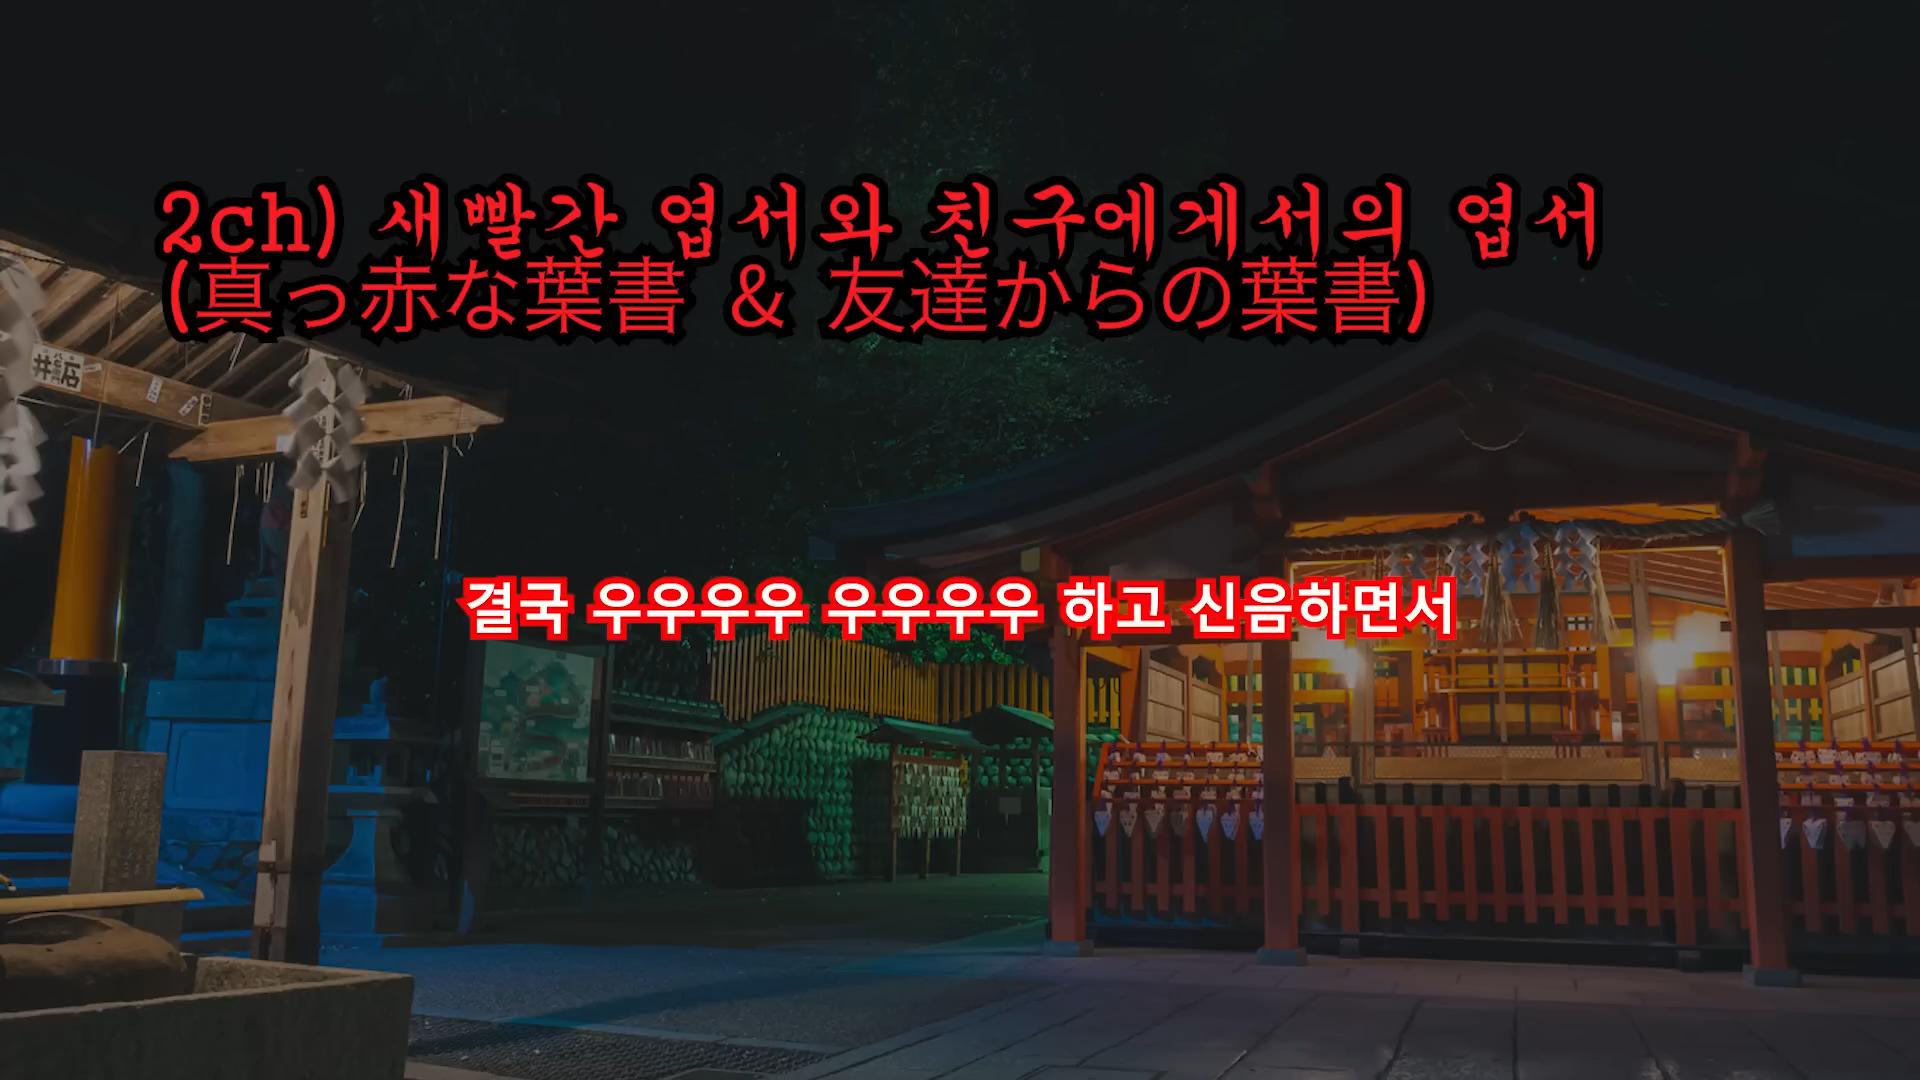 2ch) 새빨간 엽서와 친구에게서의 엽서
(真っ赤な葉書 & 友達からの葉書)
결국 우우우우 우우우우 하고 신음하면서